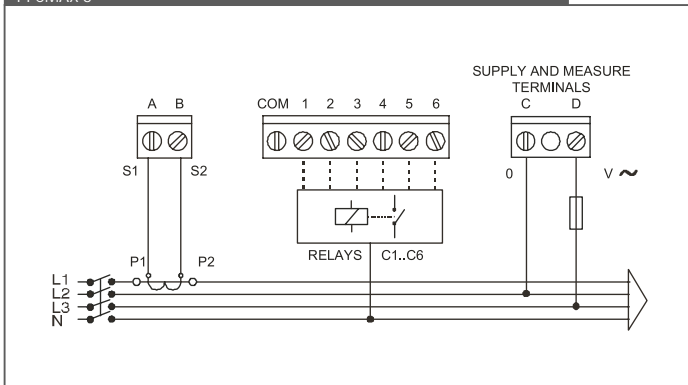 SUPPLY AND MEASURE
TERMINALS
A B
COM 1 2 3 4 5 6
C D
S1 S2
0 V ~
RELAYS C1..C6
P1 P2
L1
L2
L3
N